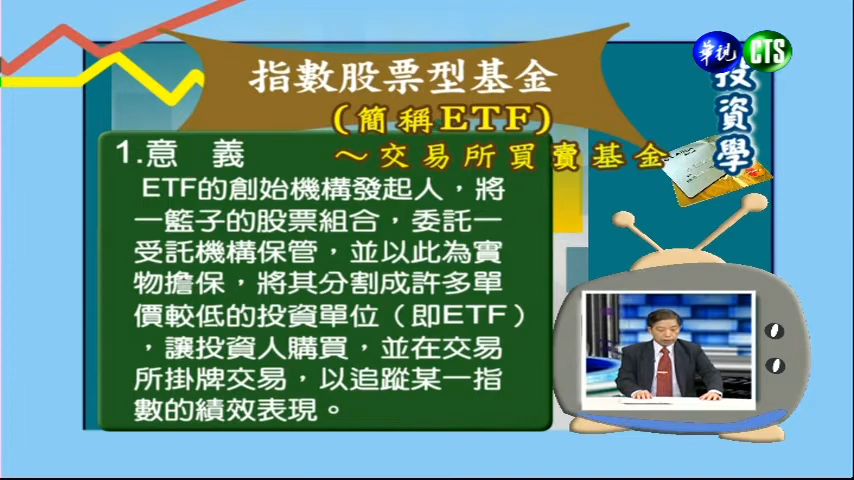 華視 CTS
投資學
指數股票型基金
(簡稱ETF)
～交易所買賣基金
1.意 義
ETF的創始機構發起人，將
一籃子的股票組合，委託一
受託機構保管，並以此為實
物擔保，將其分割成許多單
價較低的投資單位（即ETF）
，讓投資人購買，並在交易
所掛牌交易，以追蹤某一指
數的績效表現。